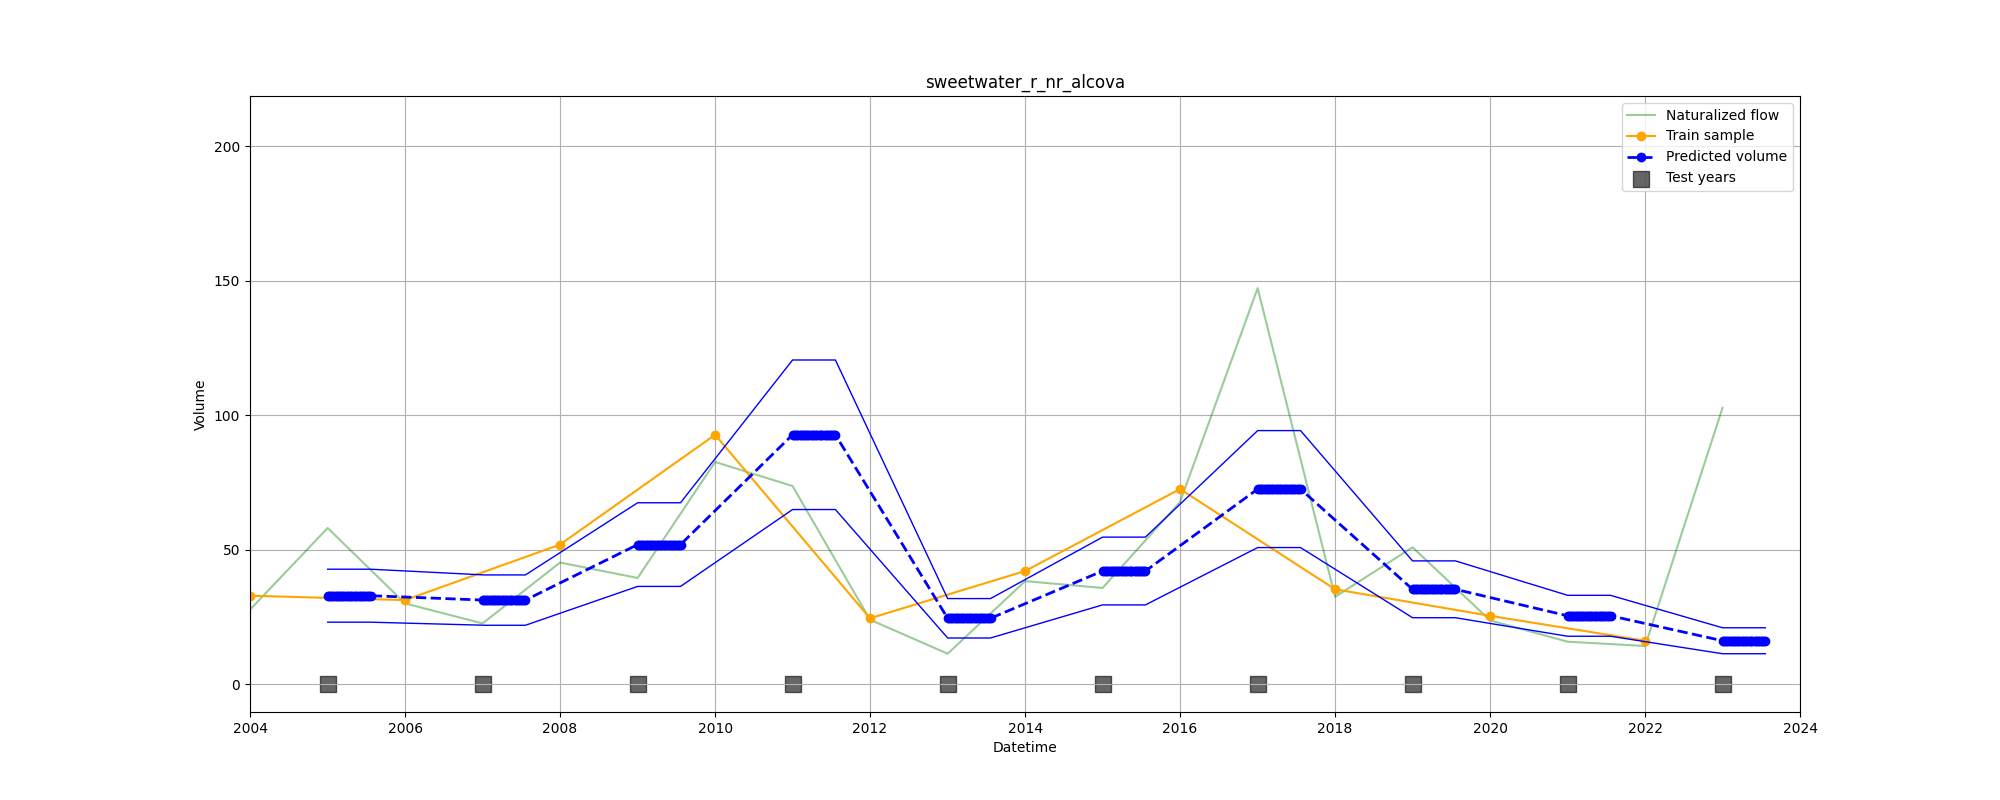 sweetwater_r_nr_alcova
Naturalized flow
Train sample
Predicted volume
Test years
200
150
100
50
0
Volume
2004 2006 2008 2010 2012 2014 2016 2018 2020 2022 2024
Datetime